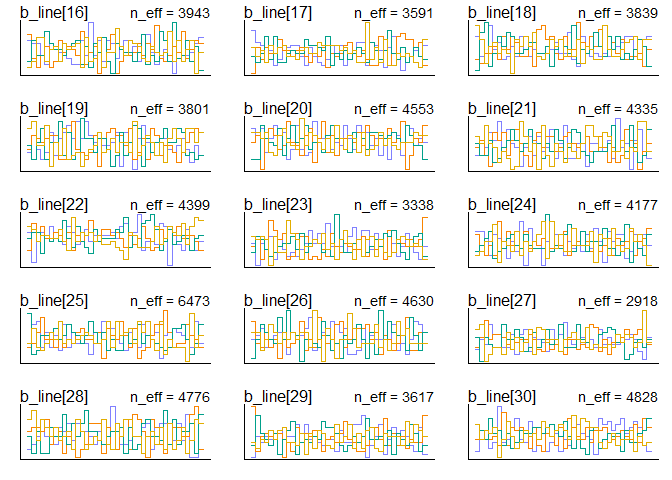 b_line[16] n_eff = 3943 b_line[17] n_eff = 3591 b_line[18] n_eff = 3839
b_line[19] n_eff = 3801 b_line[20] n_eff = 4553 b_line[21] n_eff = 4335
b_line[22] n_eff = 4399 b_line[23] n_eff = 3338 b_line[24] n_eff = 4177
b_line[25] n_eff = 6473 b_line[26] n_eff = 4630 b_line[27] n_eff = 2918
b_line[28] n_eff = 4776 b_line[29] n_eff = 3617 b_line[30] n_eff = 4828